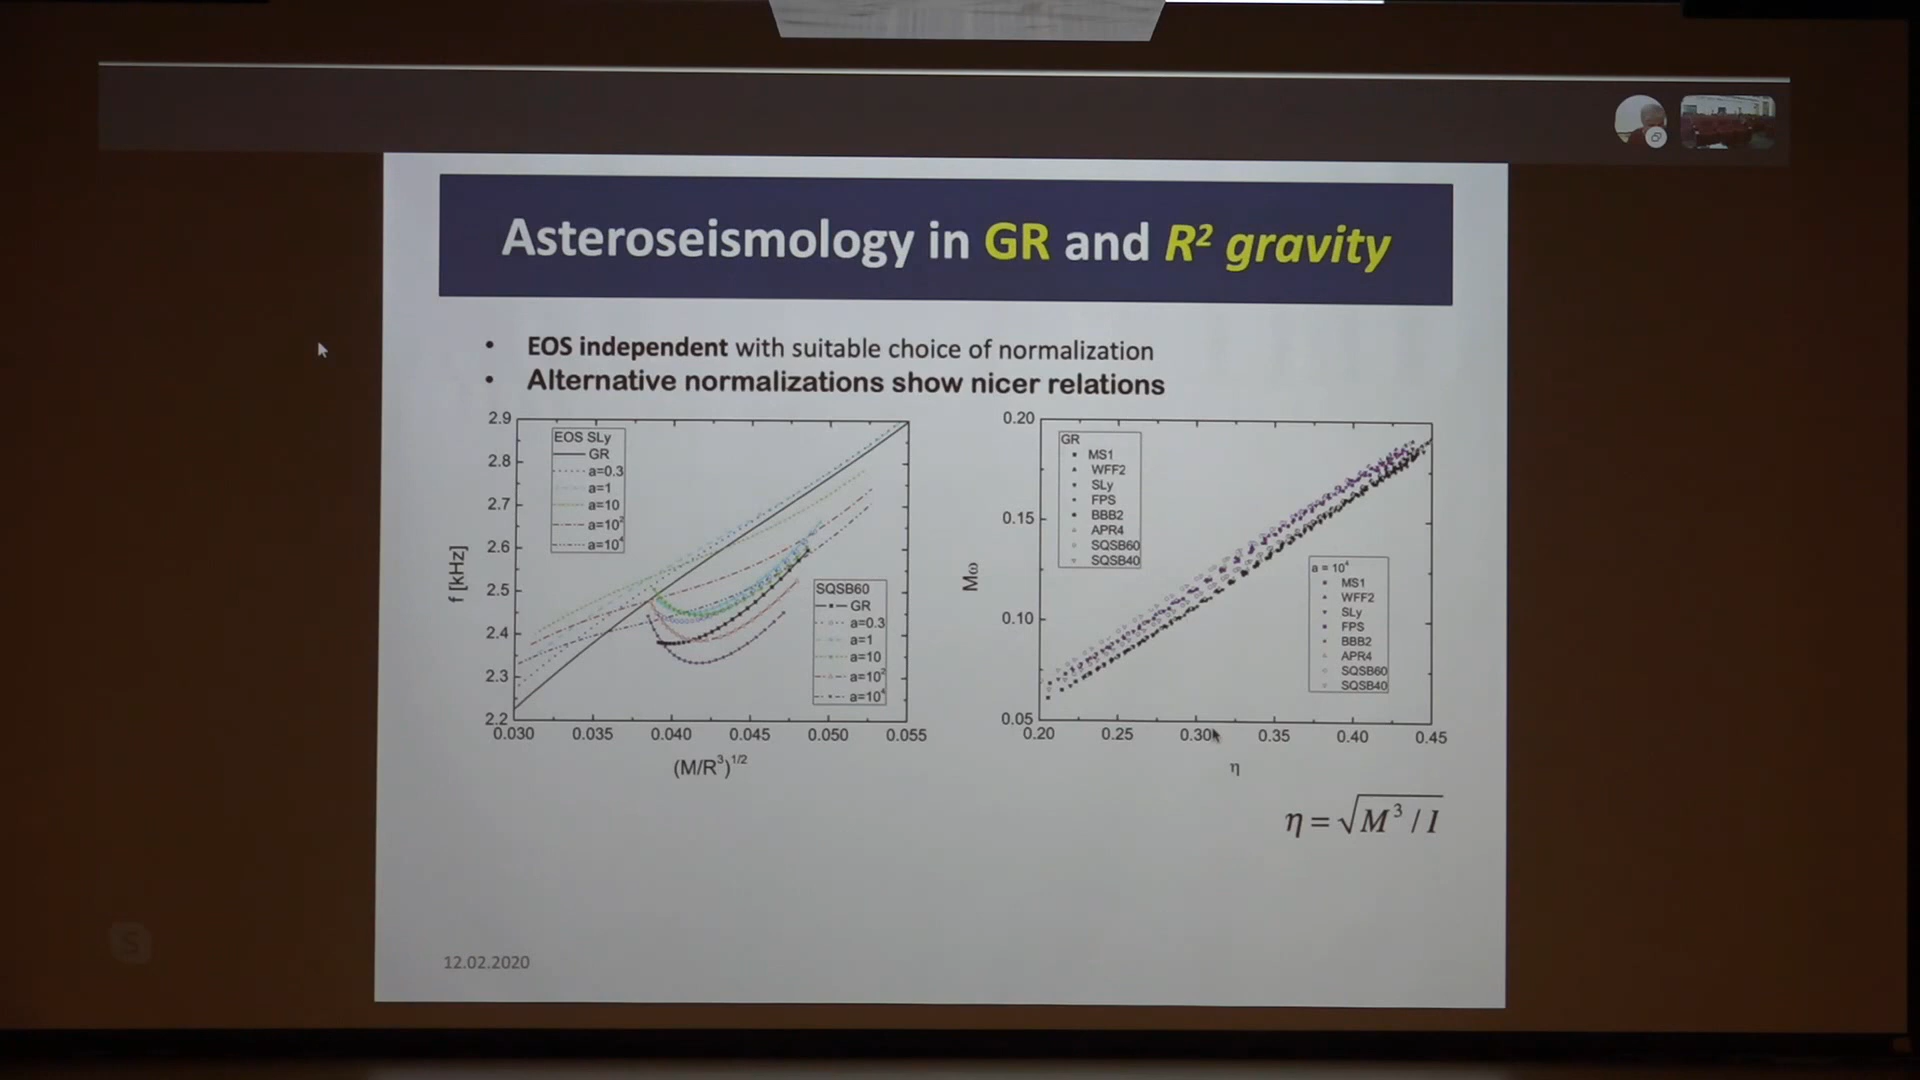 Asteroseismology in GR and R² gravity
• EOS independent with suitable choice of normalization
• Alternative normalizations show nicer relations
2.9
2.8
2.7
2.6
2.5
2.4
2.3
2.2
f [kHz]
EOS SLy
GR
a=0.3
a=1
a=10
a=10²
a=10⁴
SQSB60
GR
a=0.3
a=1
a=10
a=10²
a=10⁴
0.030 0.035 0.040 0.045 0.050 0.055
(M/R³)^1/2
0.20
0.15
0.10
0.05
Mω
GR
MS1
WFF2
SLy
FPS
BBB2
APR4
SQSB60
SQSB40
a = 10⁴
MS1
WFF2
SLy
FPS
BBB2
APR4
SQSB60
SQSB40
0.20 0.25 0.30 0.35 0.40 0.45
η
η = √M³ / I
12.02.2020
S